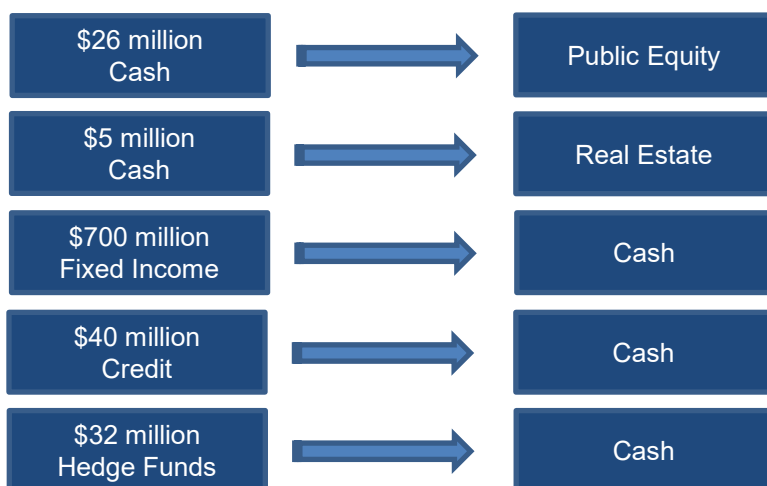 $26 million
Cash
Public Equity
$5 million
Cash
Real Estate
$700 million
Fixed Income
Cash
$40 million
Credit
Cash
$32 million
Hedge Funds
Cash